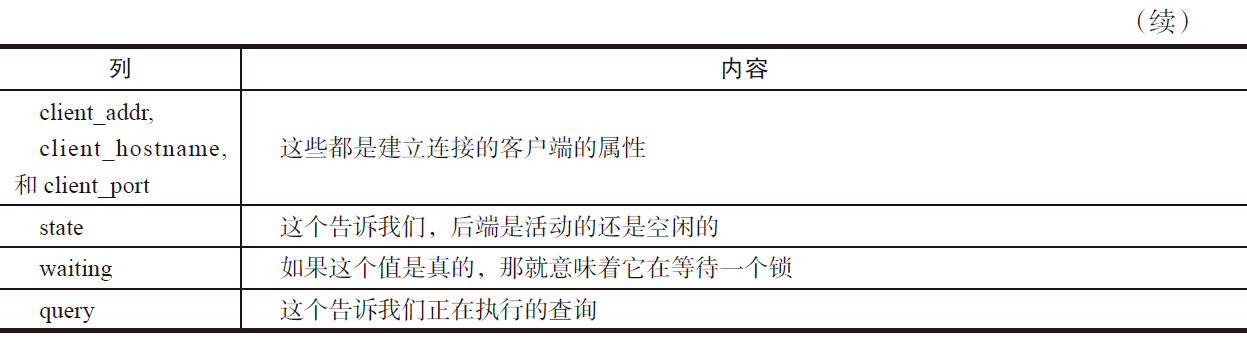 （续）
列 内容
client_addr,
client_hostname,
和 client_port
这些都是建立连接的客户端的属性
state 这个告诉我们，后端是活动的还是空闲的
waiting 如果这个值是真的，那就意味着它在等待一个锁
query 这个告诉我们正在执行的查询